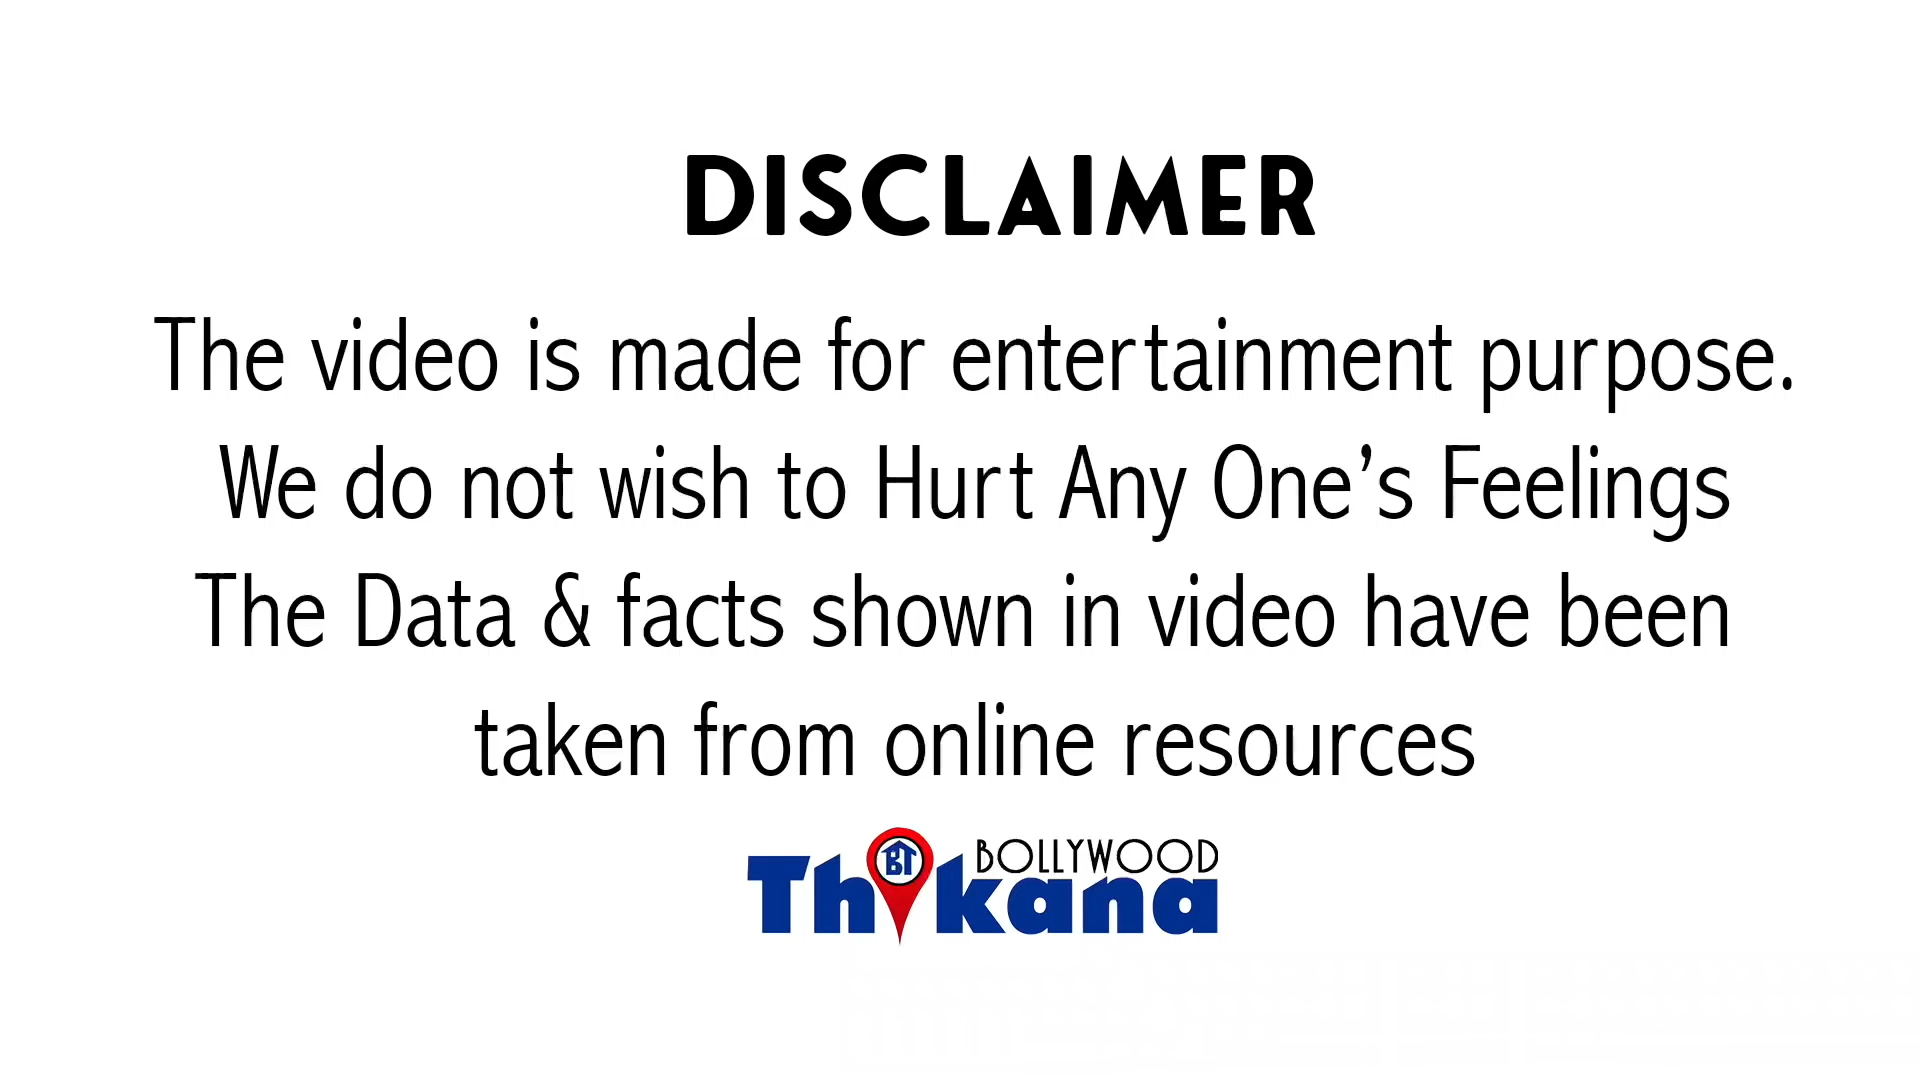 DISCLAIMER
The video is made for entertainment purpose.
We do not wish to Hurt Any One’s Feelings
The Data & facts shown in video have been
taken from online resources
BT BOLLYWOOD
Thikana